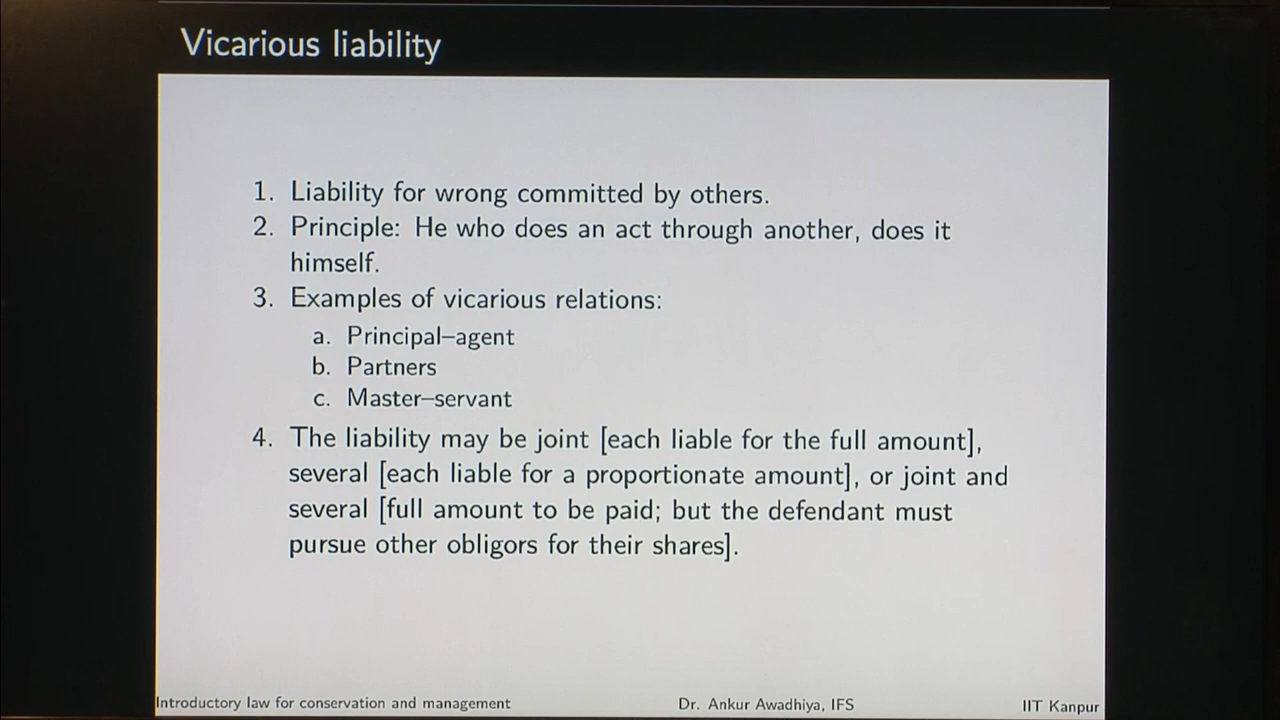 Vicarious liability
1. Liability for wrong committed by others.
2. Principle: He who does an act through another, does it
himself.
3. Examples of vicarious relations:
a. Principal–agent
b. Partners
c. Master–servant
4. The liability may be joint [each liable for the full amount],
several [each liable for a proportionate amount], or joint and
several [full amount to be paid; but the defendant must
pursue other obligors for their shares].
Introductory law for conservation and management Dr. Ankur Awadhiya, IFS IIT Kanpur